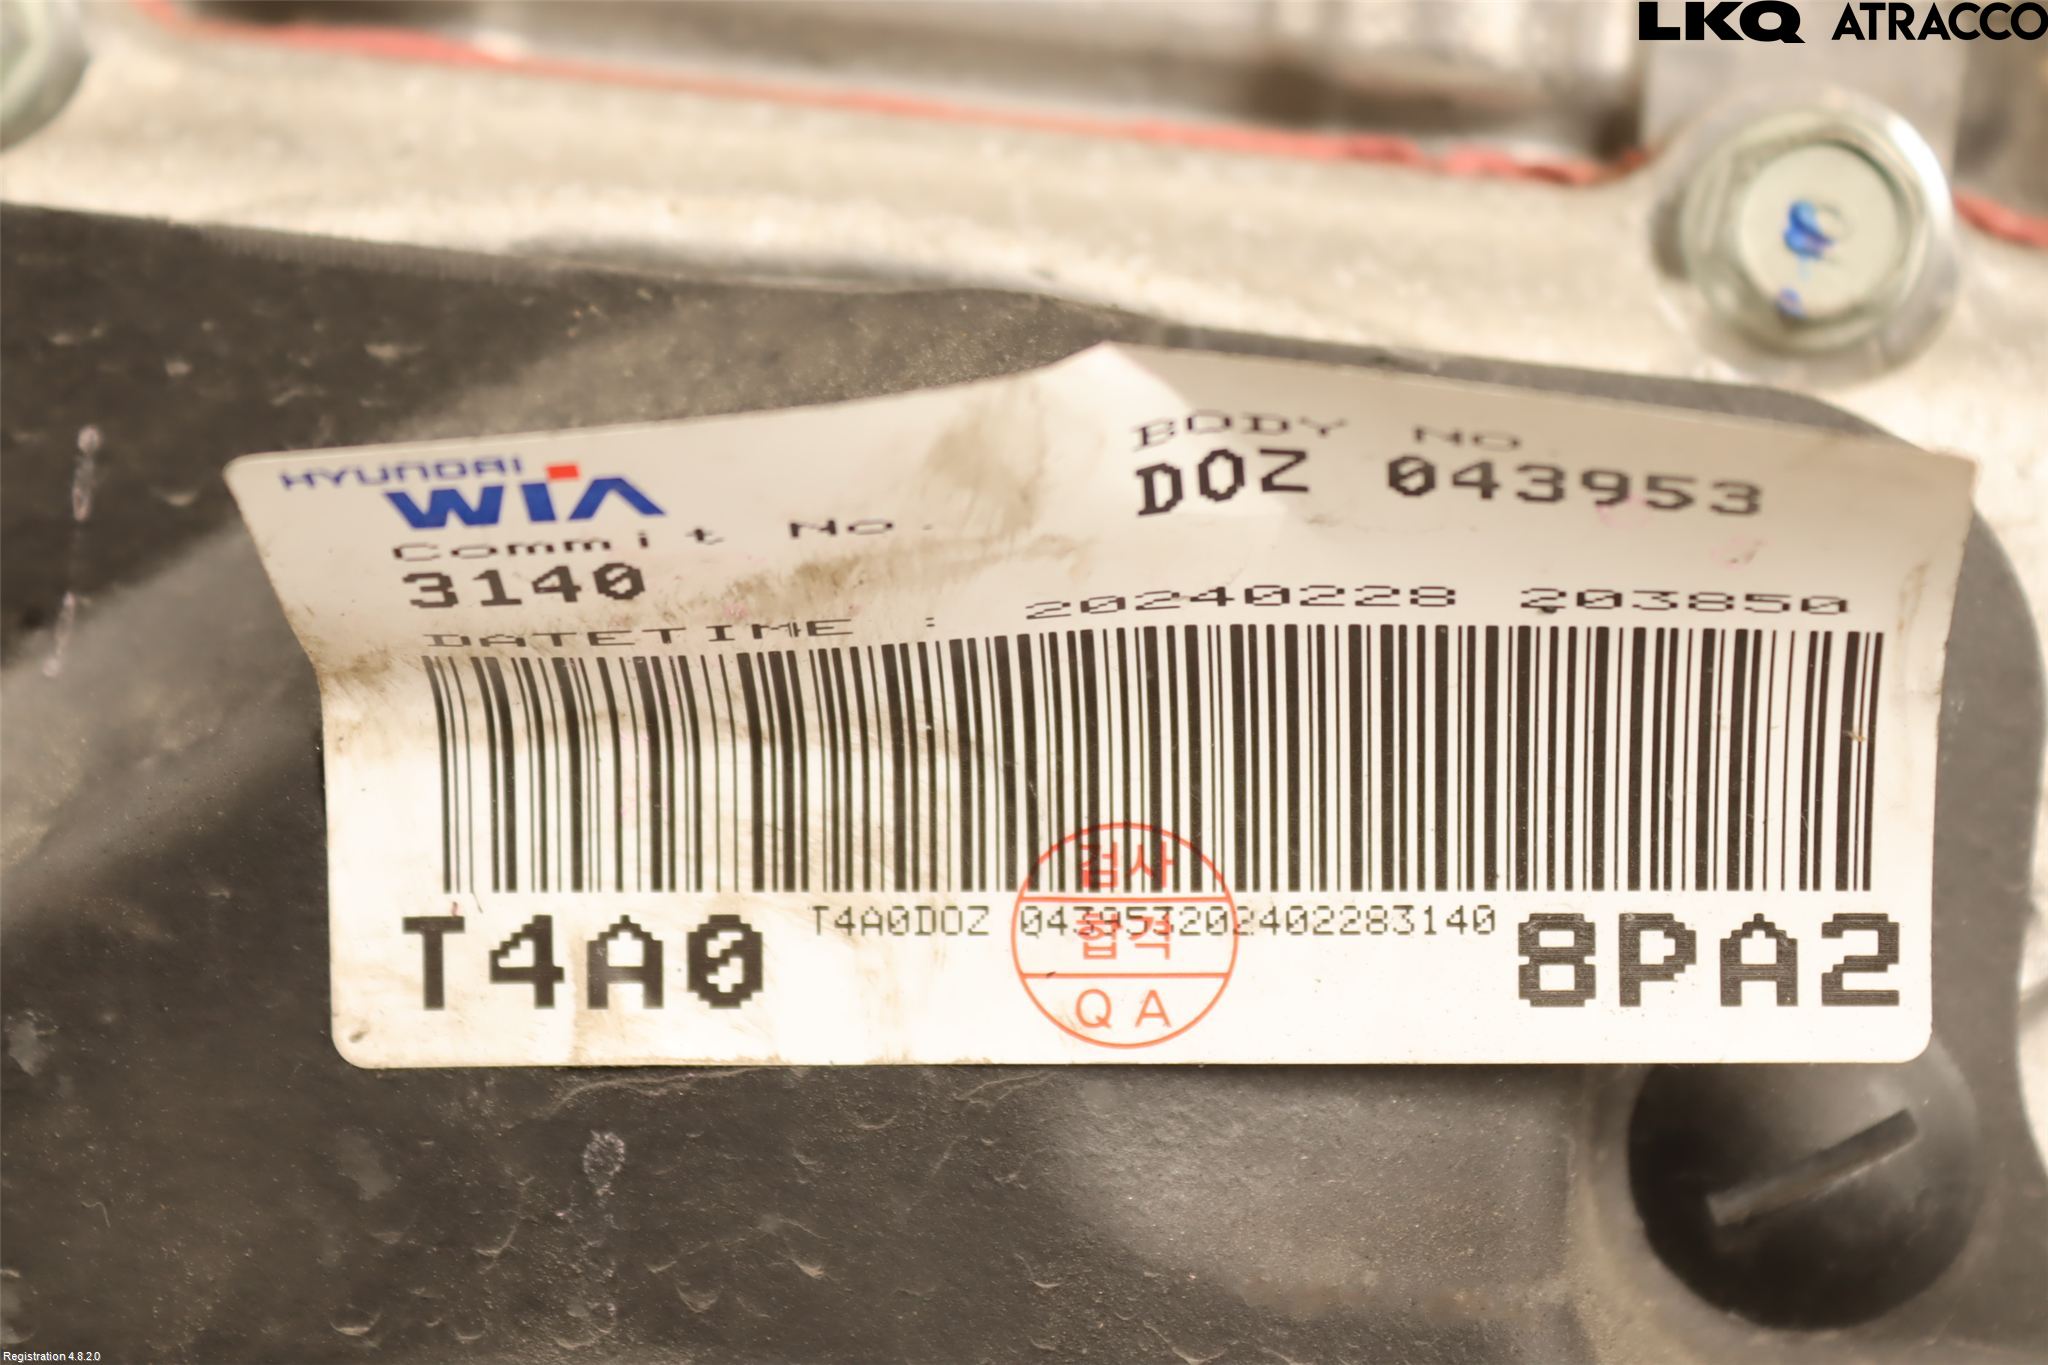 LKQ ATRACCO
HYUNDAI
WIA
BODY NO.
DOZ 043953
Commit No.
3140
DATETIME : 20240228 203850
T4A0
T4A0DOZ 043953202402283140
8PA2
검사
합격
QA
Registration 4.8.2.0